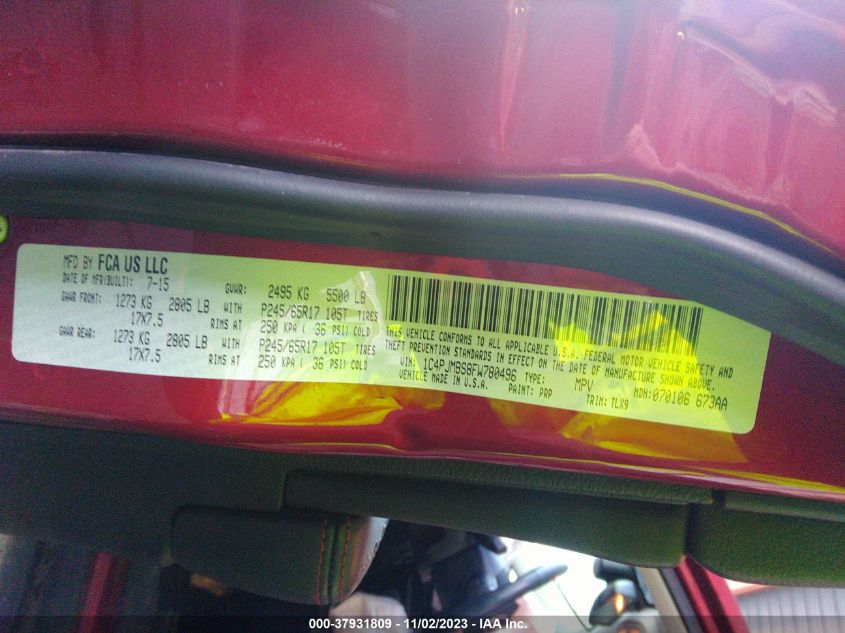 MFD BY FCA US LLC
DATE OF MFR(BUILT): 7-15 GVWR: 2495 KG 5500 LB
GAWR FRONT: 1273 KG 2805 LB WITH P245/65R17 105T TIRES
17X7.5 RIMS AT 250 KPA ( 36 PSI) COLD
GAWR REAR: 1273 KG 2805 LB WITH P245/65R17 105T TIRES
17X7.5 RIMS AT 250 KPA ( 36 PSI) COLD
THIS VEHICLE CONFORMS TO ALL APPLICABLE U.S.A. FEDERAL MOTOR VEHICLE SAFETY AND
THEFT PREVENTION STANDARDS IN EFFECT ON THE DATE OF MANUFACTURE SHOWN ABOVE.
VIN: 1C4PJMBS8FW780496 TYPE: MPV MDH: 070106 673AA
VEHICLE MADE IN U.S.A. PAINT: PRP TRIM: TLX9
000-37931809 - 11/02/2023 - IAA Inc.